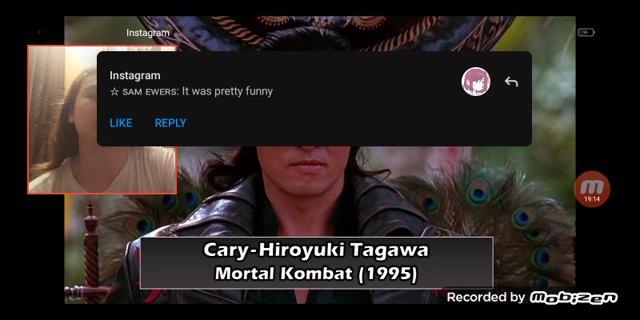 Instagram
Instagram
☆ SAM EWERS: It was pretty funny
LIKE REPLY
19:14
Cary-Hiroyuki Tagawa
Mortal Kombat (1995)
Recorded by mobizen